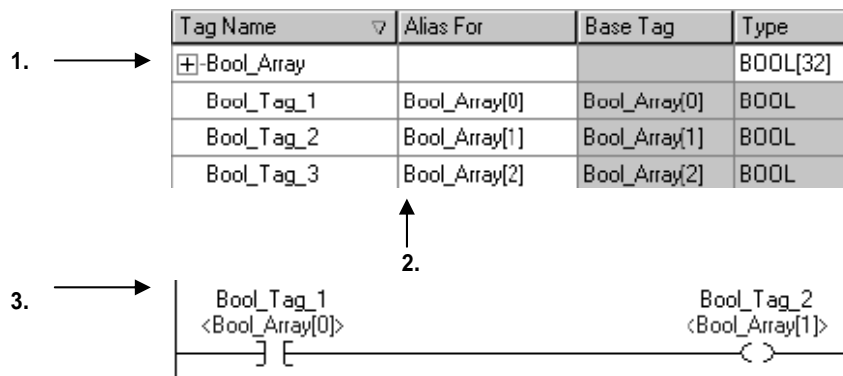 Tag Name Alias For Base Tag Type
1. Bool_Array BOOL[32]
Bool_Tag_1 Bool_Array[0] Bool_Array[0] BOOL
Bool_Tag_2 Bool_Array[1] Bool_Array[1] BOOL
Bool_Tag_3 Bool_Array[2] Bool_Array[2] BOOL
2.
3.
Bool_Tag_1 Bool_Tag_2
<Bool_Array[0]> <Bool_Array[1]>